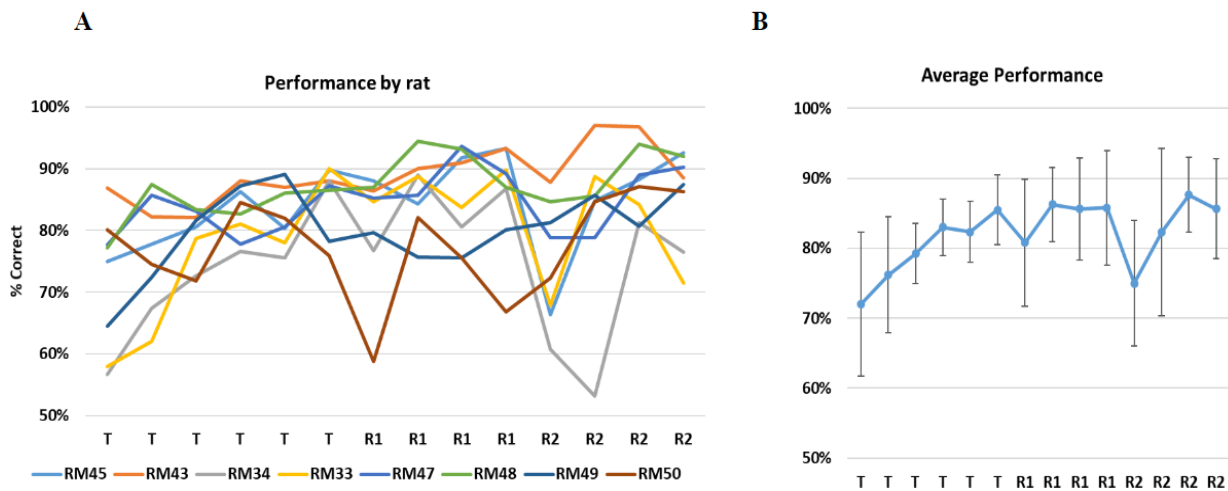 A
B
Performance by rat
Average Performance
100%
90%
80%
70%
60%
50%
% Correct
T T T T T T R1 R1 R1 R1 R2 R2 R2 R2
RM45 RM43 RM34 RM33 RM47 RM48 RM49 RM50
100%
90%
80%
70%
60%
50%
T T T T T T R1 R1 R1 R1 R2 R2 R2 R2